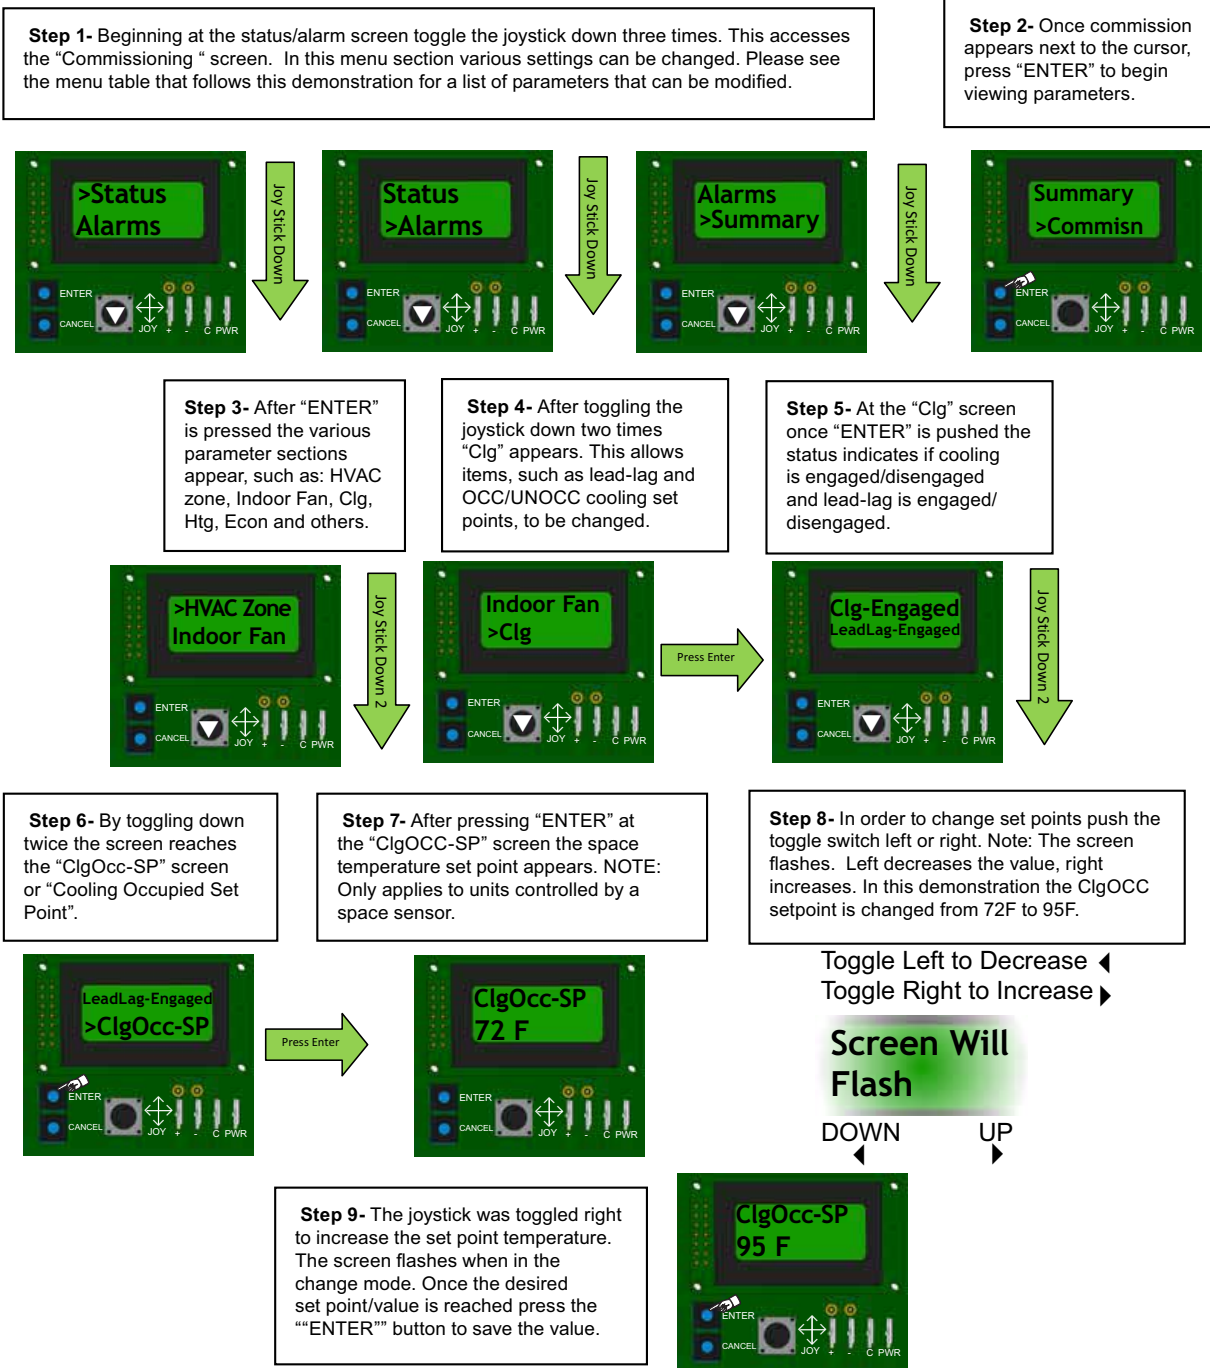 Step 1- Beginning at the status/alarm screen toggle the joystick down three times. This accesses
the “Commissioning “ screen.  In this menu section various settings can be changed. Please see
the menu table that follows this demonstration for a list of parameters that can be modified.
Step 2- Once commission
appears next to the cursor,
press “ENTER” to begin
viewing parameters.
>Status
Alarms
ENTER
CANCEL
JOY + - C PWR
Joy Stick Down
Status
>Alarms
ENTER
CANCEL
JOY + - C PWR
Joy Stick Down
Alarms
>Summary
ENTER
CANCEL
JOY + - C PWR
Joy Stick Down
Summary
>Commisn
ENTER
CANCEL
JOY + - C PWR
Step 3- After “ENTER”
is pressed the various
parameter sections
appear, such as: HVAC
zone, Indoor Fan, Clg,
Htg, Econ and others.
Step 4- After toggling the
joystick down two times
“Clg” appears. This allows
items, such as lead-lag and
OCC/UNOCC cooling set
points, to be changed.
Step 5- At the “Clg” screen
once “ENTER” is pushed the
status indicates if cooling
is engaged/disengaged
and lead-lag is engaged/
disengaged.
>HVAC Zone
Indoor Fan
ENTER
CANCEL
JOY + - C PWR
Joy Stick Down 2
Indoor Fan
>Clg
ENTER
CANCEL
JOY + - C PWR
Press Enter
Clg-Engaged
LeadLag-Engaged
ENTER
CANCEL
JOY + - C PWR
Joy Stick Down 2
Step 6- By toggling down
twice the screen reaches
the “ClgOcc-SP” screen
or “Cooling Occupied Set
Point”.
Step 7- After pressing “ENTER” at
the “ClgOCC-SP” screen the space
temperature set point appears. NOTE:
Only applies to units controlled by a
space sensor.
Step 8- In order to change set points push the
toggle switch left or right. Note: The screen
flashes.  Left decreases the value, right
increases. In this demonstration the ClgOCC
setpoint is changed from 72F to 95F.
LeadLag-Engaged
>ClgOcc-SP
ENTER
CANCEL
JOY + - C PWR
Press Enter
ClgOcc-SP
72 F
ENTER
CANCEL
JOY + - C PWR
Toggle Left to Decrease
Toggle Right to Increase
Screen Will
Flash
DOWN UP
Step 9- The joystick was toggled right
to increase the set point temperature.
The screen flashes when in the
change mode. Once the desired
set point/value is reached press the
““ENTER”” button to save the value.
ClgOcc-SP
95 F
ENTER
CANCEL
JOY + - C PWR